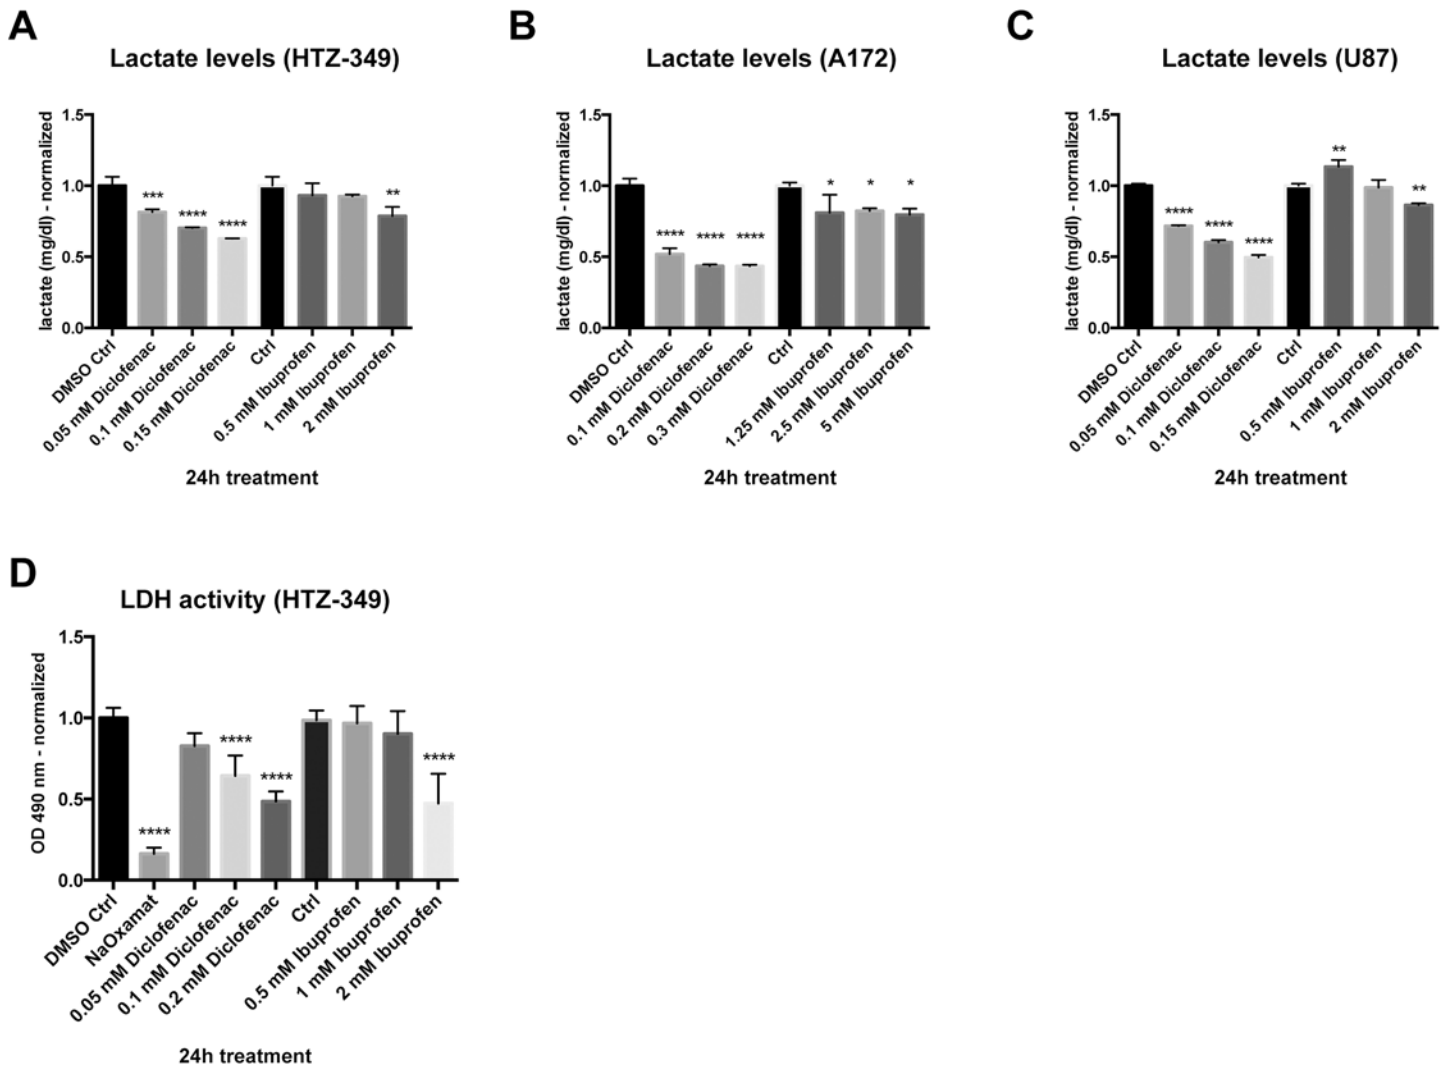 A
Lactate levels (HTZ-349)
lactate (mg/dl) - normalized
1.5
1.0
0.5
0.0
***
****
****
**
DMSO Ctrl
0.05 mM Diclofenac
0.1 mM Diclofenac
0.15 mM Diclofenac
Ctrl
0.5 mM Ibuprofen
1 mM Ibuprofen
2 mM Ibuprofen
24h treatment
B
Lactate levels (A172)
lactate (mg/dl) - normalized
1.5
1.0
0.5
0.0
****
****
****
*
*
*
DMSO Ctrl
0.1 mM Diclofenac
0.2 mM Diclofenac
0.3 mM Diclofenac
Ctrl
1.25 mM Ibuprofen
2.5 mM Ibuprofen
5 mM Ibuprofen
24h treatment
C
Lactate levels (U87)
lactate (mg/dl) - normalized
1.5
1.0
0.5
0.0
****
****
****
**
**
DMSO Ctrl
0.05 mM Diclofenac
0.1 mM Diclofenac
0.15 mM Diclofenac
Ctrl
0.5 mM Ibuprofen
1 mM Ibuprofen
2 mM Ibuprofen
24h treatment
D
LDH activity (HTZ-349)
OD 490 nm - normalized
1.5
1.0
0.5
0.0
****
****
****
****
DMSO Ctrl
NaOxamat
0.05 mM Diclofenac
0.1 mM Diclofenac
0.2 mM Diclofenac
Ctrl
0.5 mM Ibuprofen
1 mM Ibuprofen
2 mM Ibuprofen
24h treatment